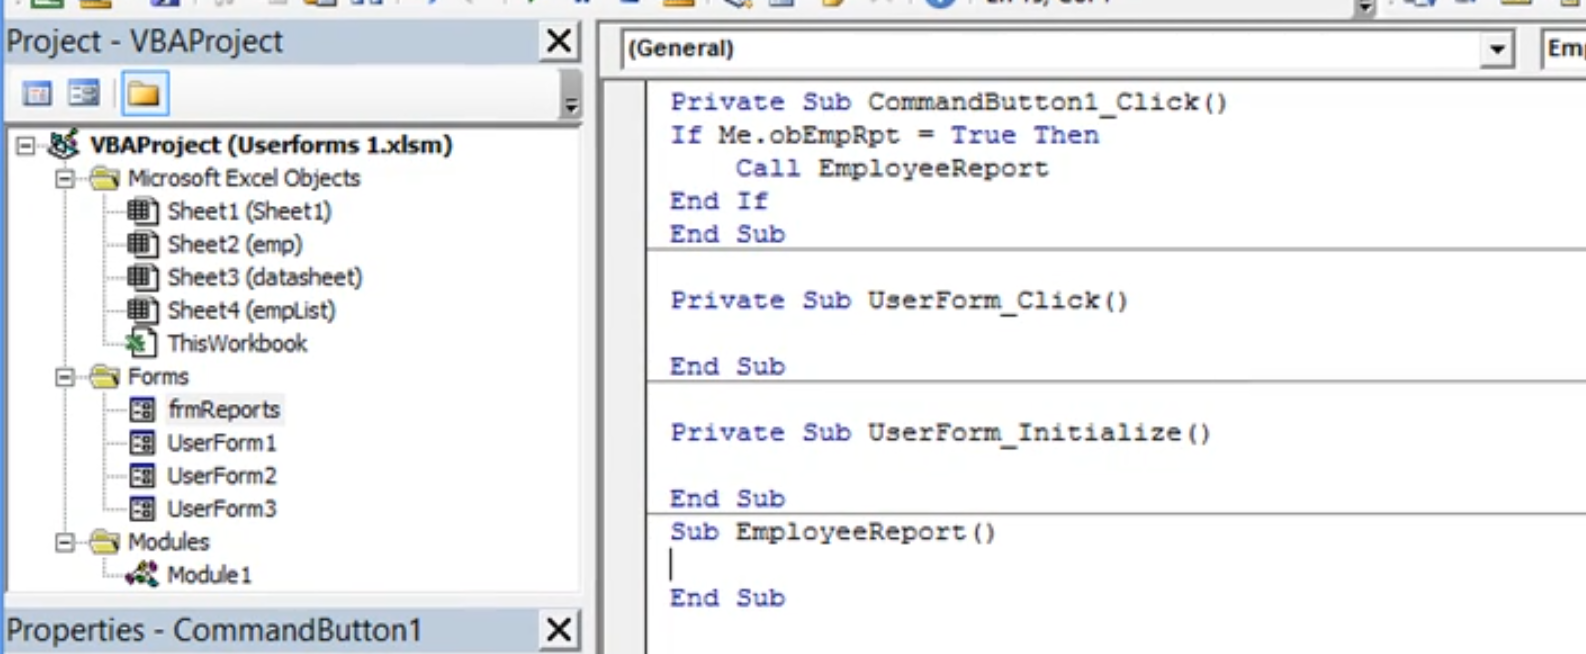 Project - VBAProject
VBAProject (Userforms 1.xlsm)
Microsoft Excel Objects
Sheet1 (Sheet1)
Sheet2 (emp)
Sheet3 (datasheet)
Sheet4 (empList)
ThisWorkbook
Forms
frmReports
UserForm1
UserForm2
UserForm3
Modules
Module1
Properties - CommandButton1
(General)
Private Sub CommandButton1_Click()
If Me.obEmpRpt = True Then
Call EmployeeReport
End If
End Sub
Private Sub UserForm_Click()
End Sub
Private Sub UserForm_Initialize()
End Sub
Sub EmployeeReport()
End Sub